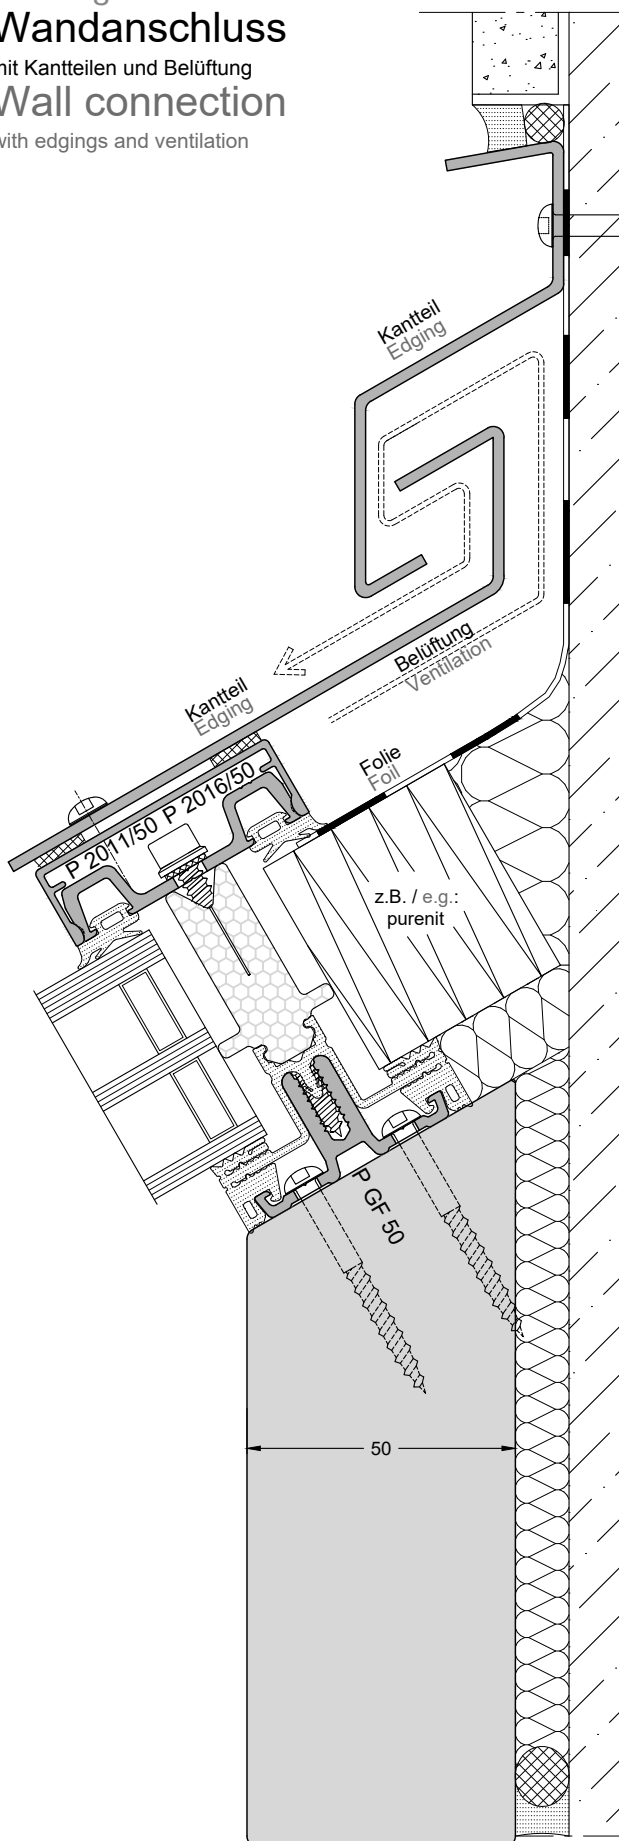 Wandanschluss
mit Kantteilen und Belüftung
Wall connection
with edgings and ventilation
Kantteil
Edging
Belüftung
Ventilation
Kantteil
Edging
Folie
Foil
P 2011/50 P 2016/50
z.B. / e.g.:
purenit
P GF 50
50